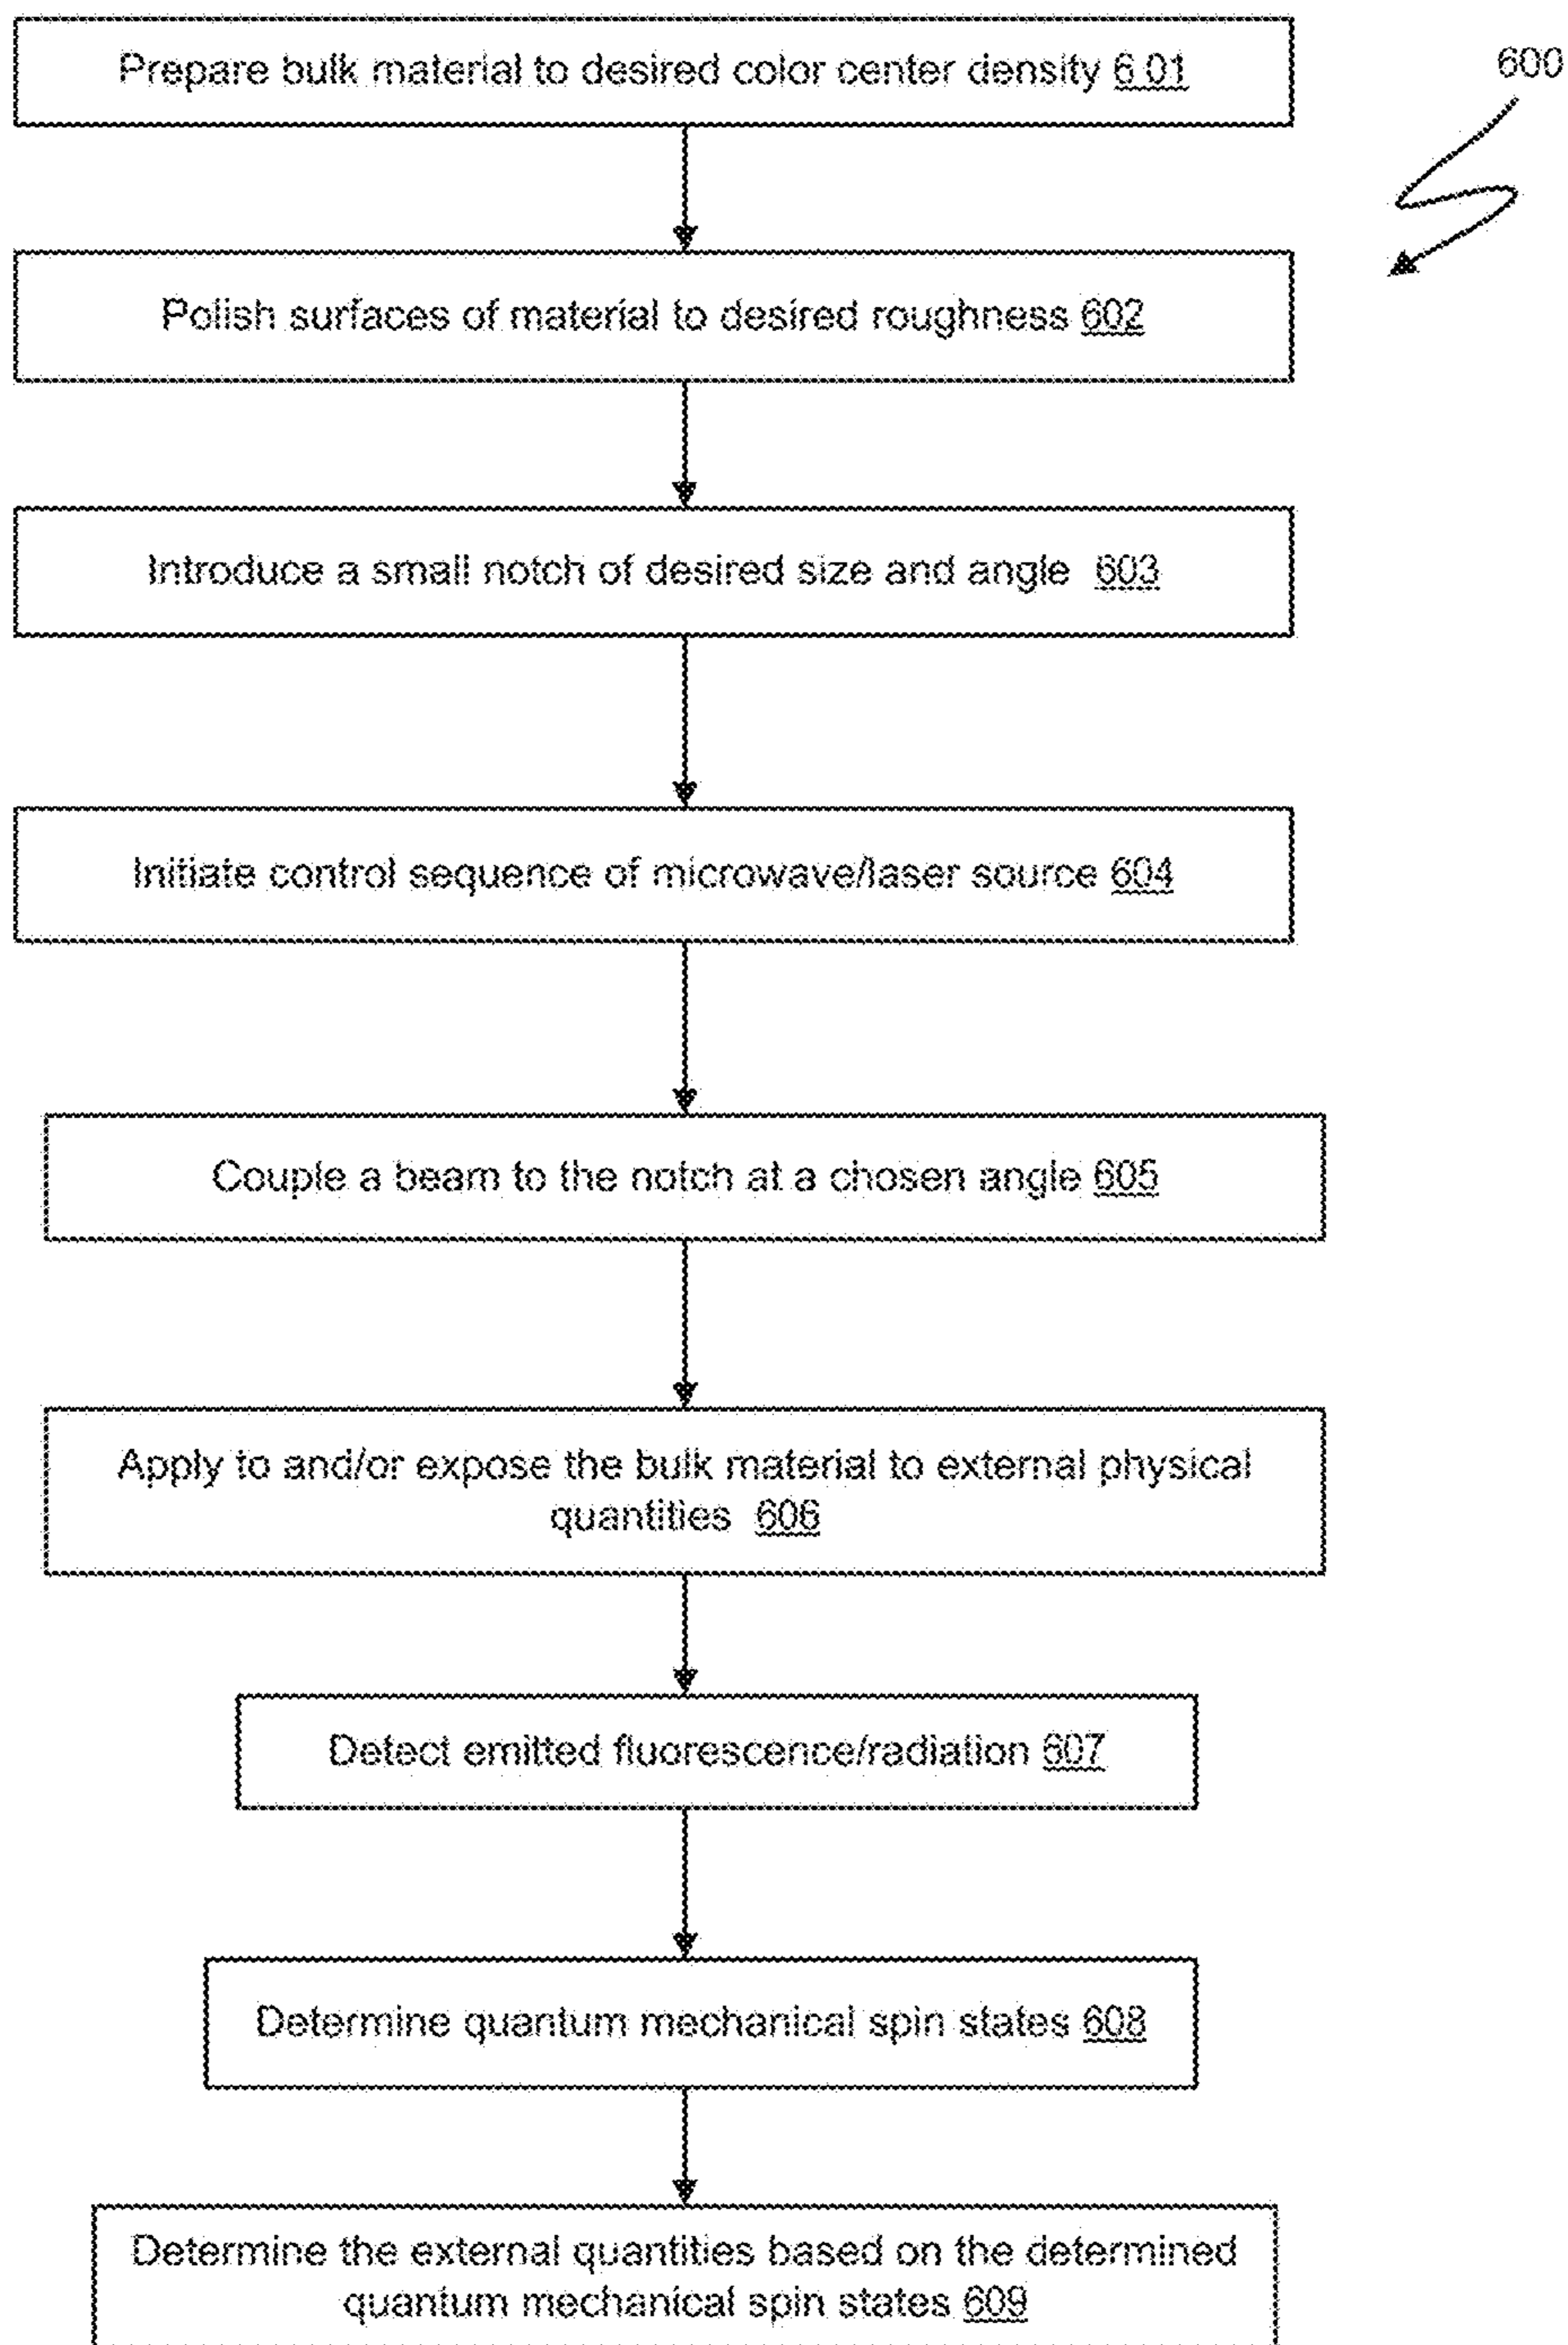 Prepare bulk material to desired color center density 6 01
600
Polish surfaces of material to desired roughness 602
Introduce a small notch of desired size and angle 603
Initiate control sequence of microwave/laser source 604
Couple a beam to the notch at a chosen angle 605
Apply to and/or expose the bulk material to external physical
quantities 606
Detect emitted fluorescence/radiation 607
Determine quantum mechanical spin states 608
Determine the external quantities based on the determined
quantum mechanical spin states 609